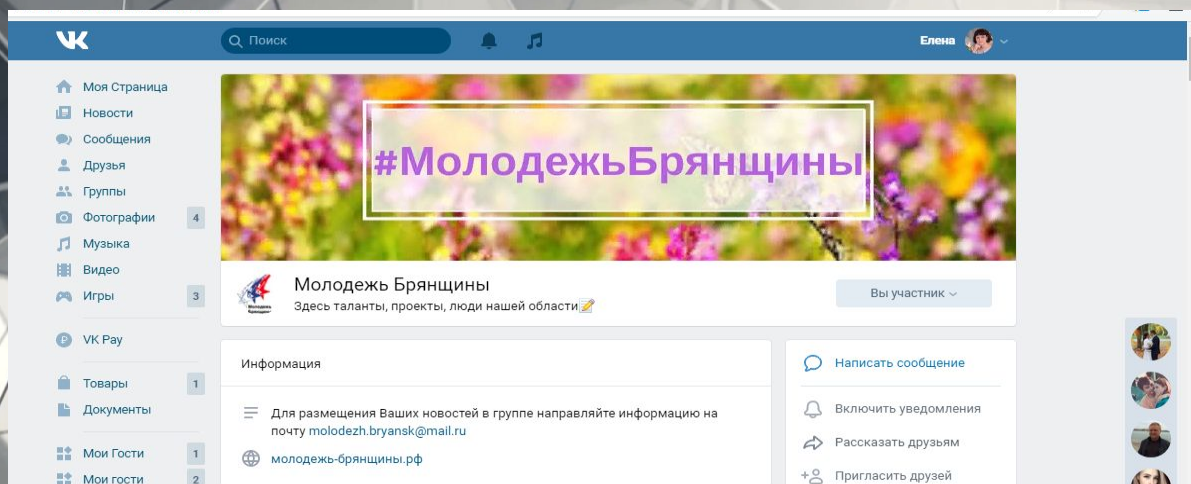 Поиск
Елена
Моя Страница
Новости
Сообщения
Друзья
Группы
Фотографии 4
Музыка
Видео
Игры 3
VK Pay
Товары 1
Документы
Мои Гости 1
Мои гости 2
#МолодежьБрянщины
Молодежь Брянщины
Здесь таланты, проекты, люди нашей области
Вы участник
Информация
Для размещения Ваших новостей в группе направляйте информацию на
почту molodezh.bryansk@mail.ru
молодежь-брянщины.рф
Написать сообщение
Включить уведомления
Рассказать друзьям
Пригласить друзей